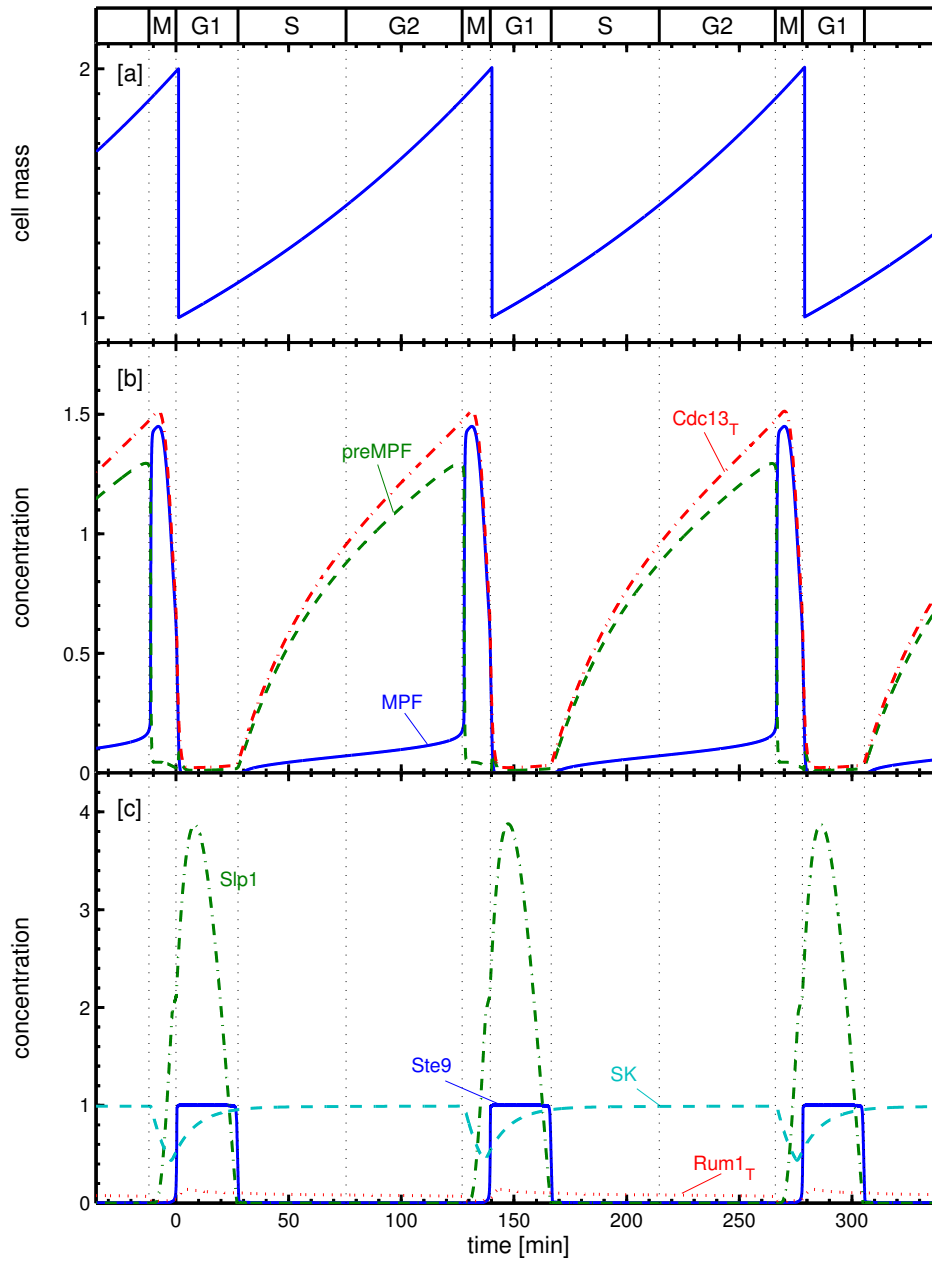 M G1 S G2 M G1 S G2 M G1
[a]
2
1
cell mass
[b]
1.5
1
0.5
0
concentration
preMPF
Cdc13T
MPF
[c]
4
3
2
1
0
concentration
Slp1
Ste9
SK
Rum1T
0 50 100 150 200 250 300
time [min]